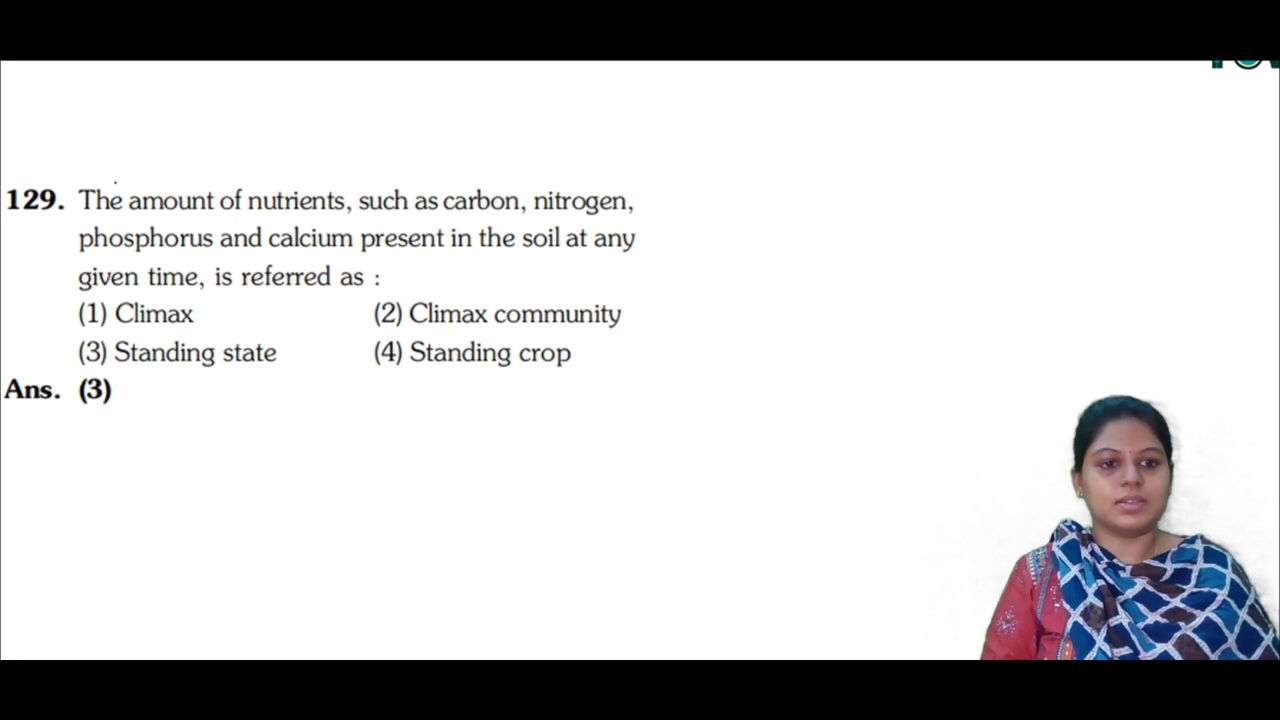 129. The amount of nutrients, such as carbon, nitrogen,
phosphorus and calcium present in the soil at any
given time, is referred as :
(1) Climax (2) Climax community
(3) Standing state (4) Standing crop
Ans. (3)